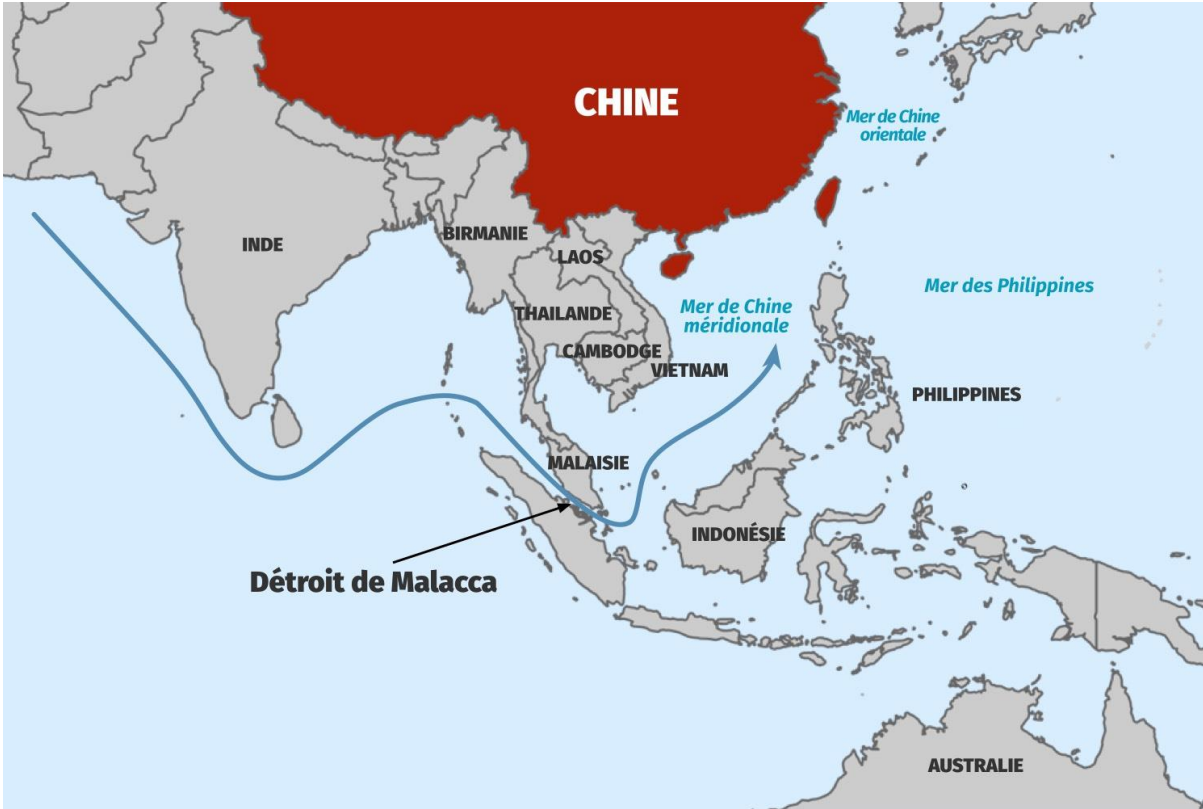 CHINE
Mer de Chine
orientale
INDE
BIRMANIE
LAOS
THAILANDE
Mer de Chine
méridionale
Mer des Philippines
CAMBODGE
VIETNAM
PHILIPPINES
MALAISIE
INDONÉSIE
Détroit de Malacca
AUSTRALIE